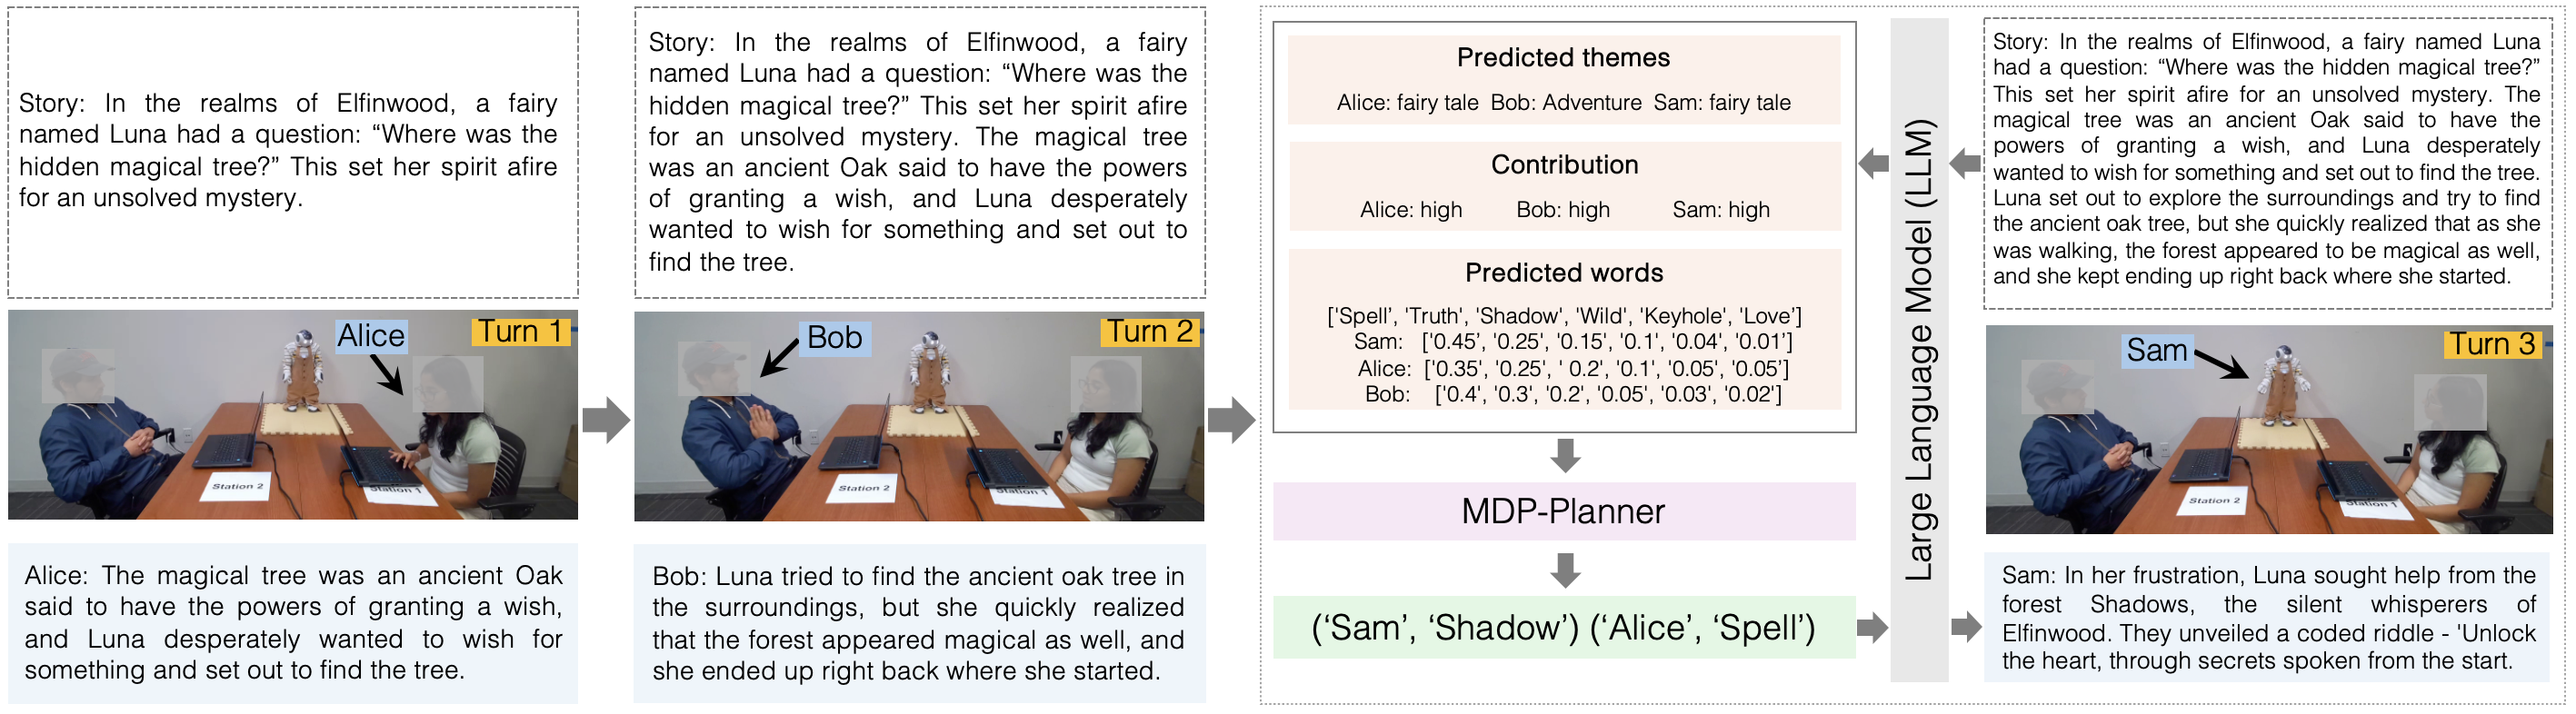 Story: In the realms of Elfinwood, a fairy
named Luna had a question: “Where was the
hidden magical tree?” This set her spirit afire
for an unsolved mystery.
Alice
Turn 1
Station 2
Station 1
Alice: The magical tree was an ancient Oak
said to have the powers of granting a wish,
and Luna desperately wanted to wish for
something and set out to find the tree.
Story: In the realms of Elfinwood, a fairy
named Luna had a question: “Where was the
hidden magical tree?” This set her spirit afire
for an unsolved mystery. The magical tree
was an ancient Oak said to have the powers
of granting a wish, and Luna desperately
wanted to wish for something and set out to
find the tree.
Bob
Turn 2
Station 2
Station 1
Bob: Luna tried to find the ancient oak tree in
the surroundings, but she quickly realized
that the forest appeared magical as well, and
she ended up right back where she started.
Predicted themes
Alice: fairy tale Bob: Adventure Sam: fairy tale
Contribution
Alice: high Bob: high Sam: high
Predicted words
['Spell', 'Truth', 'Shadow', 'Wild', 'Keyhole', 'Love']
Sam: ['0.45', '0.25', '0.15', '0.1', '0.04', '0.01']
Alice: ['0.35', '0.25', ' 0.2', '0.1', '0.05', '0.05']
Bob: ['0.4', '0.3', '0.2', '0.05', '0.03', '0.02']
MDP-Planner
(‘Sam’, ‘Shadow’) (‘Alice’, ‘Spell’)
Large Language Model (LLM)
Story: In the realms of Elfinwood, a fairy named Luna
had a question: “Where was the hidden magical tree?”
This set her spirit afire for an unsolved mystery. The
magical tree was an ancient Oak said to have the
powers of granting a wish, and Luna desperately
wanted to wish for something and set out to find the tree.
Luna set out to explore the surroundings and try to find
the ancient oak tree, but she quickly realized that as she
was walking, the forest appeared to be magical as well,
and she kept ending up right back where she started.
Sam
Turn 3
Station 2
Station 1
Sam: In her frustration, Luna sought help from the
forest Shadows, the silent whisperers of
Elfinwood. They unveiled a coded riddle - 'Unlock
the heart, through secrets spoken from the start.